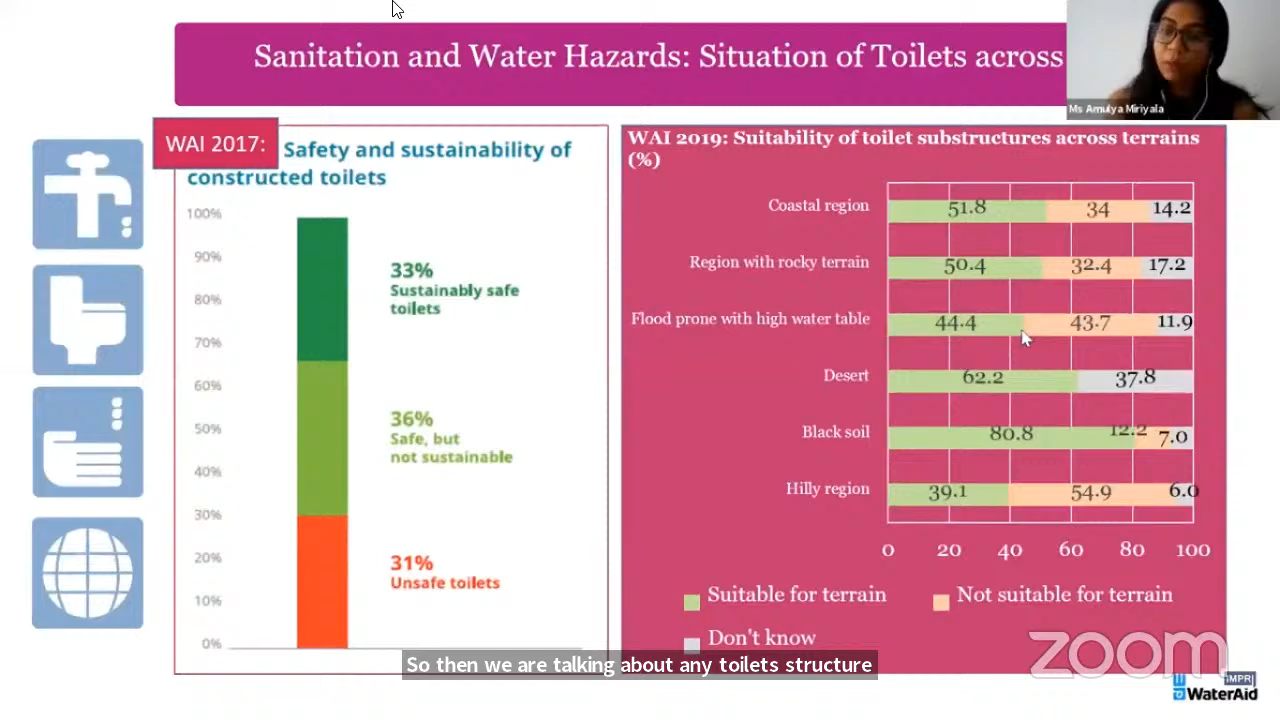 Sanitation and Water Hazards: Situation of Toilets across
Ms Amulya Miriyala
WAI 2017:
Safety and sustainability of
constructed toilets
100%
90%
80%
70%
60%
50%
40%
30%
20%
10%
0%
33%
Sustainably safe
toilets
36%
Safe, but
not sustainable
31%
Unsafe toilets
WAI 2019: Suitability of toilet substructures across terrains
(%)
Coastal region 51.8 34 14.2
Region with rocky terrain 50.4 32.4 17.2
Flood prone with high water table 44.4 43.7 11.9
Desert 62.2 37.8
Black soil 80.8 12.2 7.0
Hilly region 39.1 54.9 6.0
0 20 40 60 80 100
Suitable for terrain Not suitable for terrain
Don't know
So then we are talking about any toilets structure
zoom
IMPRI
WaterAid